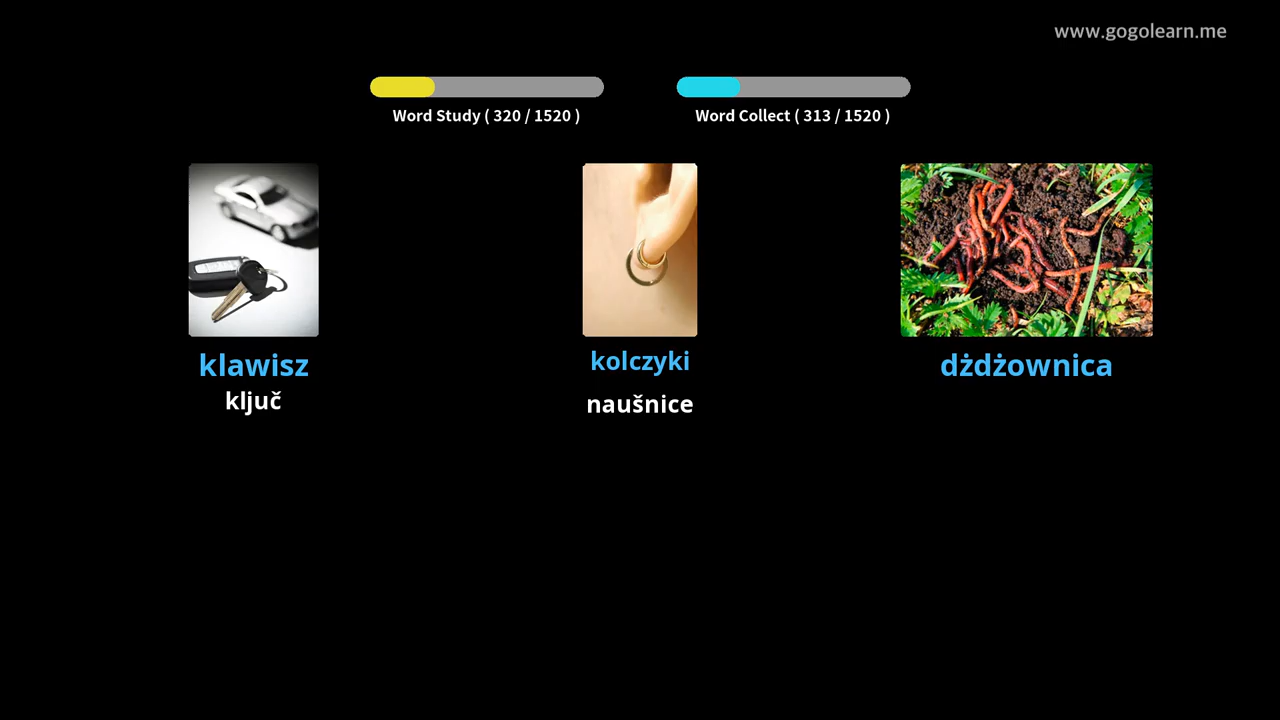 www.gogolearn.me
Word Study ( 320 / 1520 )
Word Collect ( 313 / 1520 )
klawisz
ključ
kolczyki
naušnice
dżdżownica